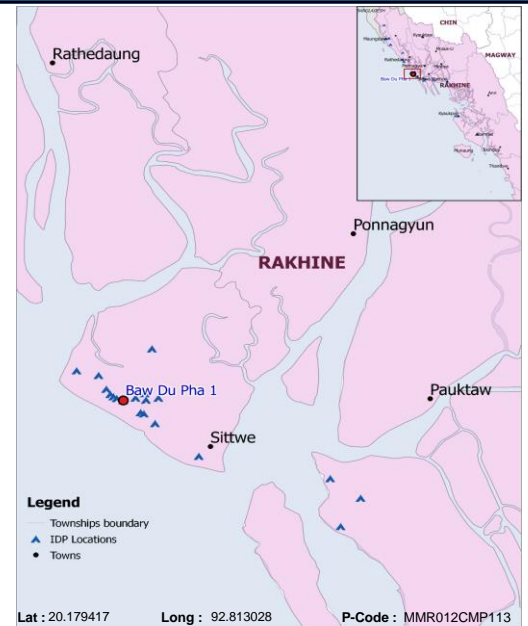 BANGLADESH
CHIN
MAGWAY
RAKHINE
Rathedaung
Ponnagyun
RAKHINE
Baw Du Pha 1
Pauktaw
Sittwe
Legend
Townships boundary
IDP Locations
Towns
Lat : 20.179417 Long : 92.813028 P-Code : MMR012CMP113